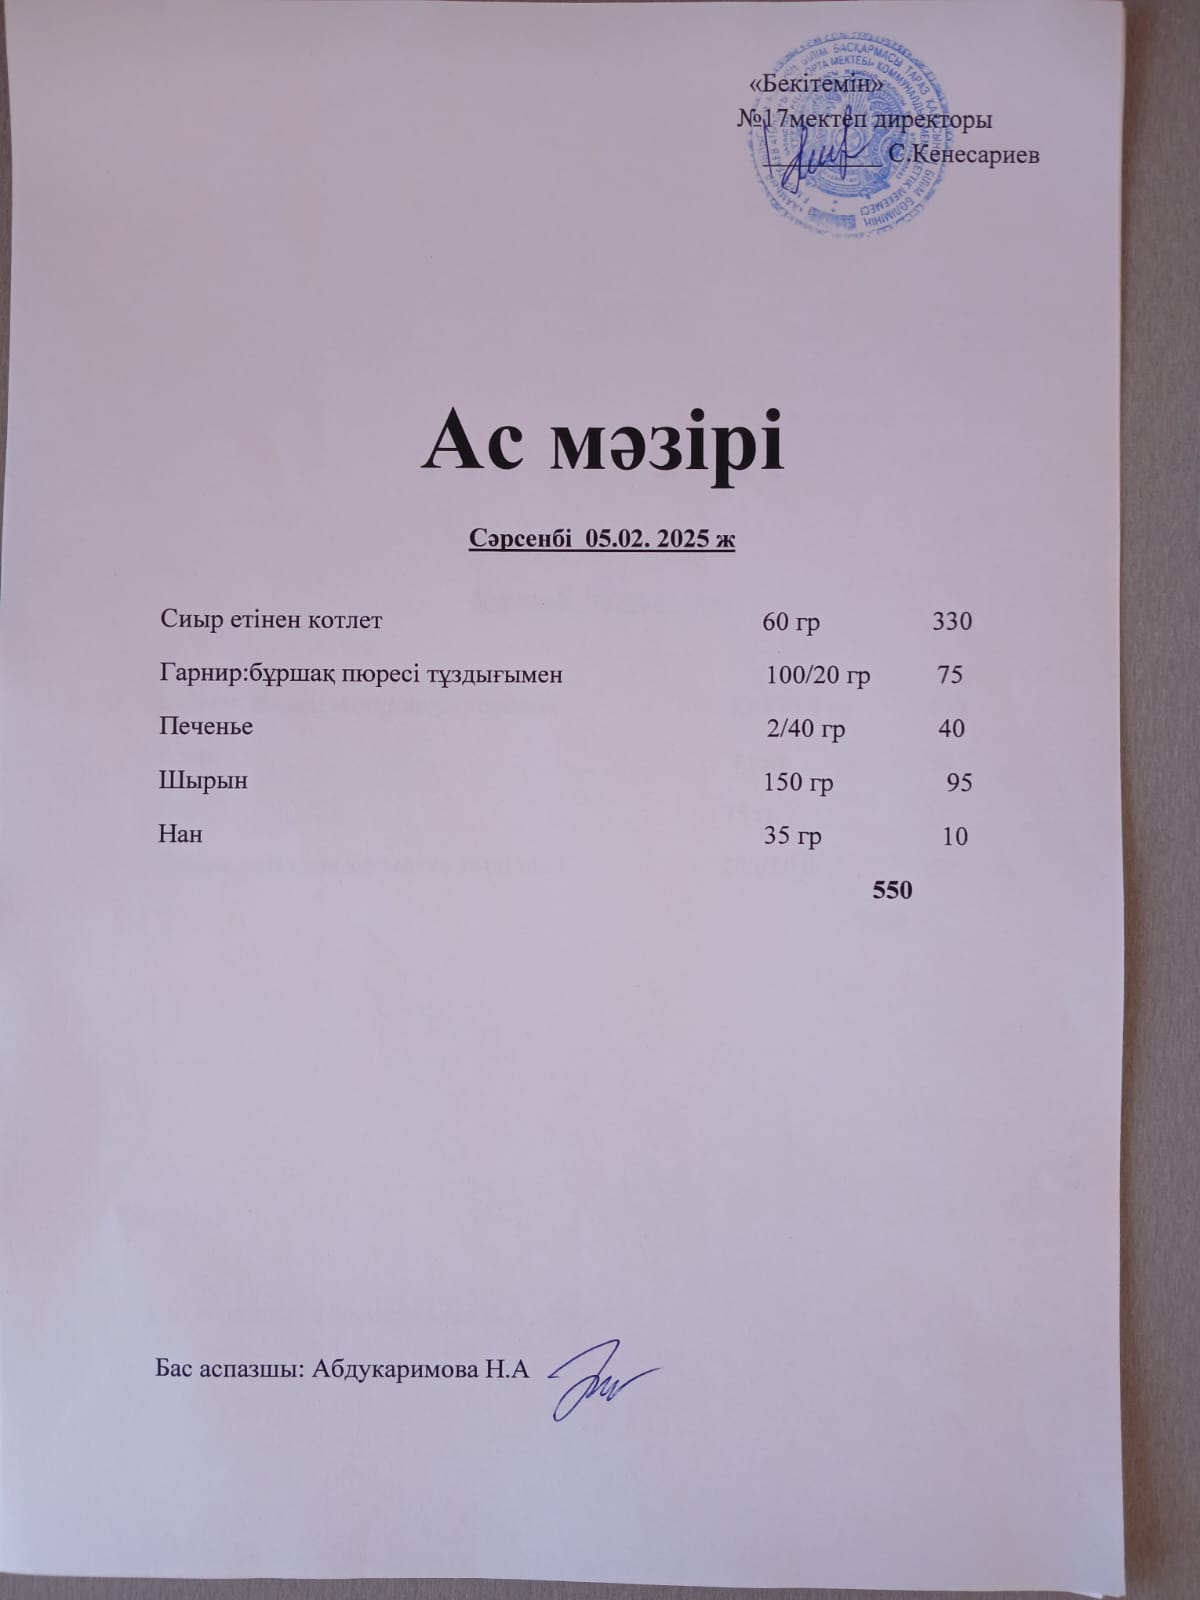 «Бекітемін»
№17мектеп директоры
С.Кенесариев
Ас мәзірі
Сәрсенбі 05.02. 2025 ж
Сиыр етінен котлет 60 гр 330
Гарнир:бұршақ пюресі тұздығымен 100/20 гр 75
Печенье 2/40 гр 40
Шырын 150 гр 95
Нан 35 гр 10
550
Бас аспазшы: Абдукаримова Н.А